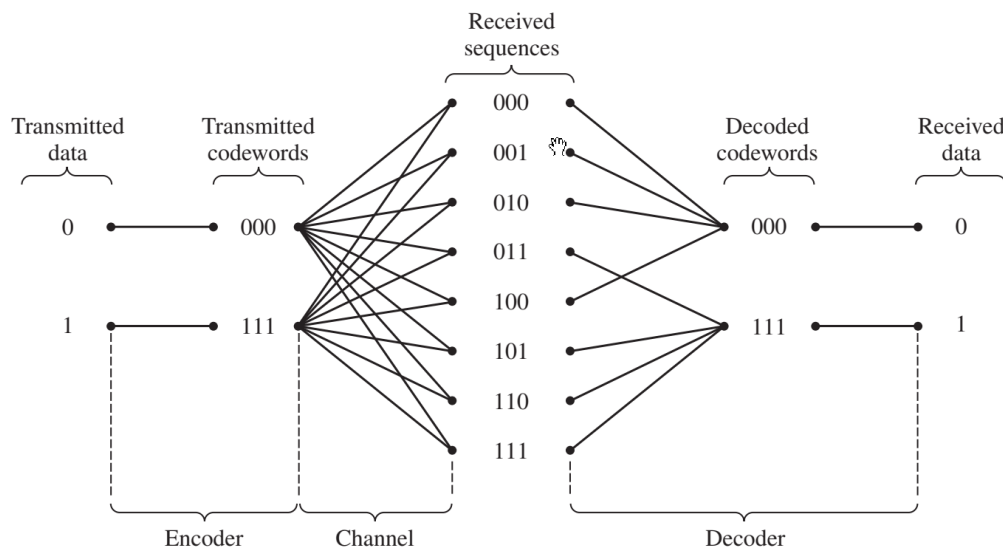 Received
sequences
Transmitted
data
Transmitted
codewords
Decoded
codewords
Received
data
000
001
010
011
100
101
110
111
0
000
000
0
1
111
111
1
Encoder
Channel
Decoder